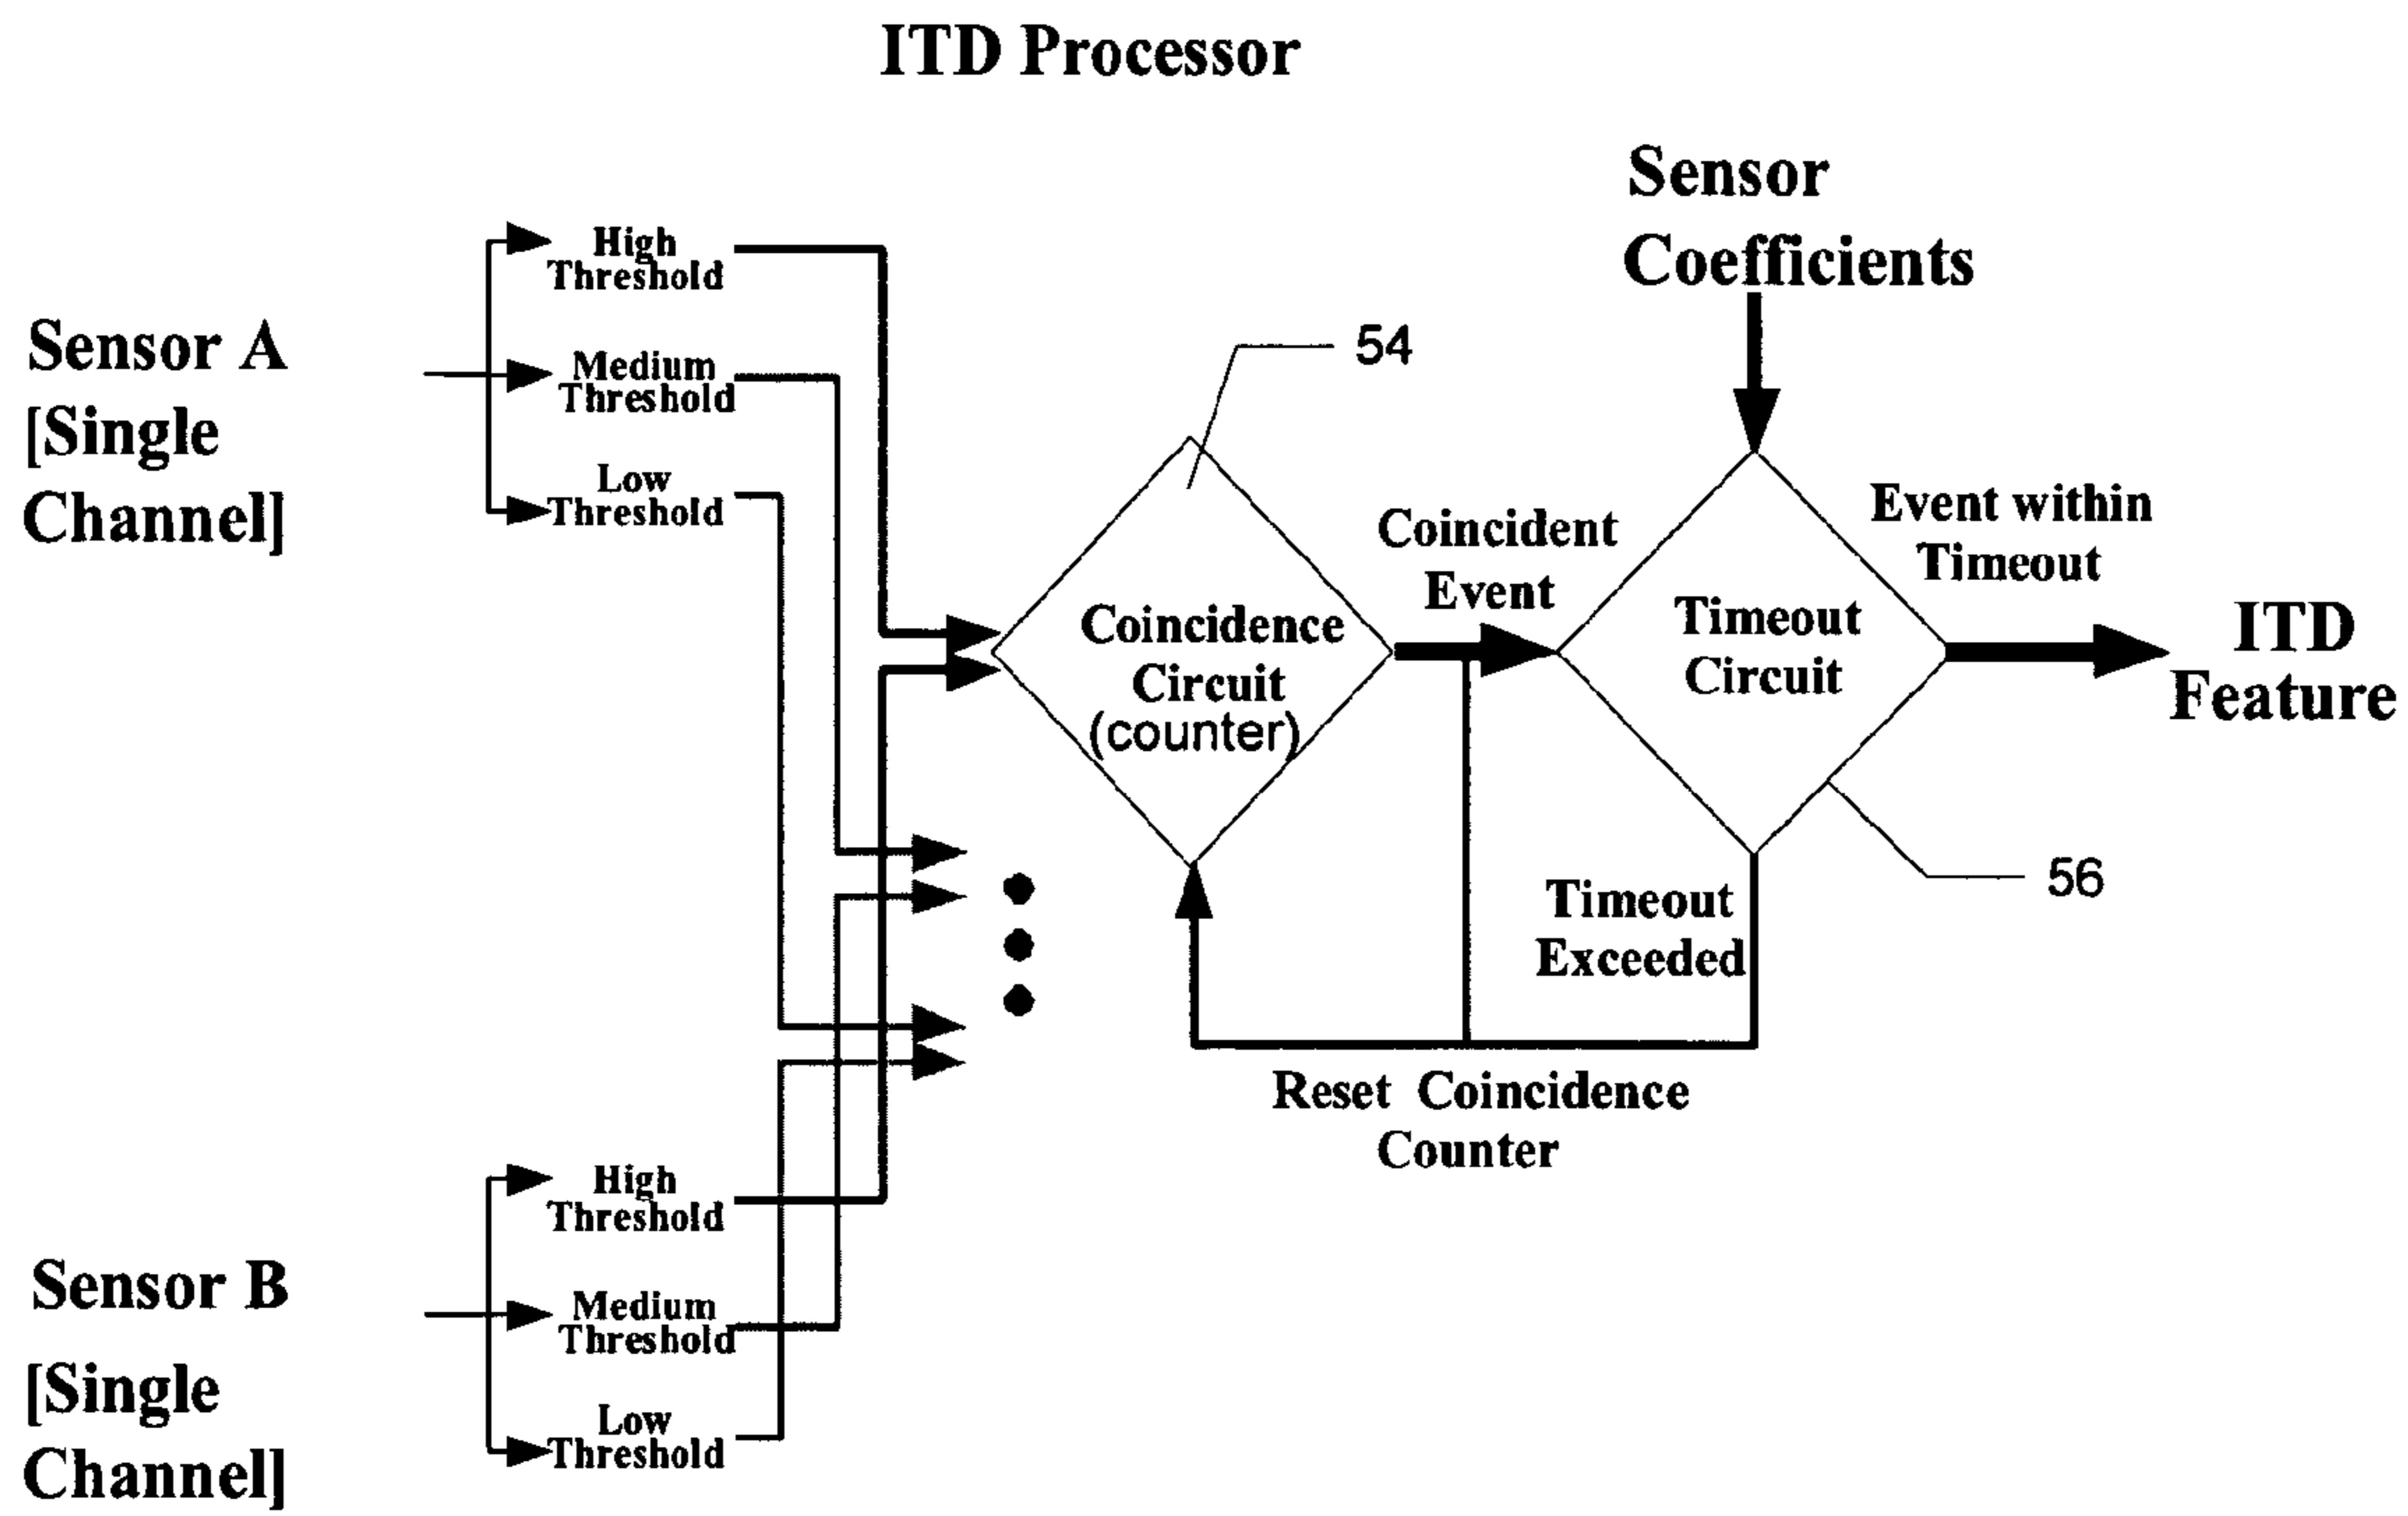 ITD Processor
Sensor
Coefficients
High
Threshold
Sensor A
[Single
Channel]
Medium
Threshold
Low
Threshold
54
Coincidence
Circuit
(counter)
Coincident
Event
Timeout
Circuit
Event within
Timeout
ITD
Feature
56
Timeout
Exceeded
Reset Coincidence
Counter
High
Threshold
Sensor B
[Single
Channel]
Medium
Threshold
Low
Threshold